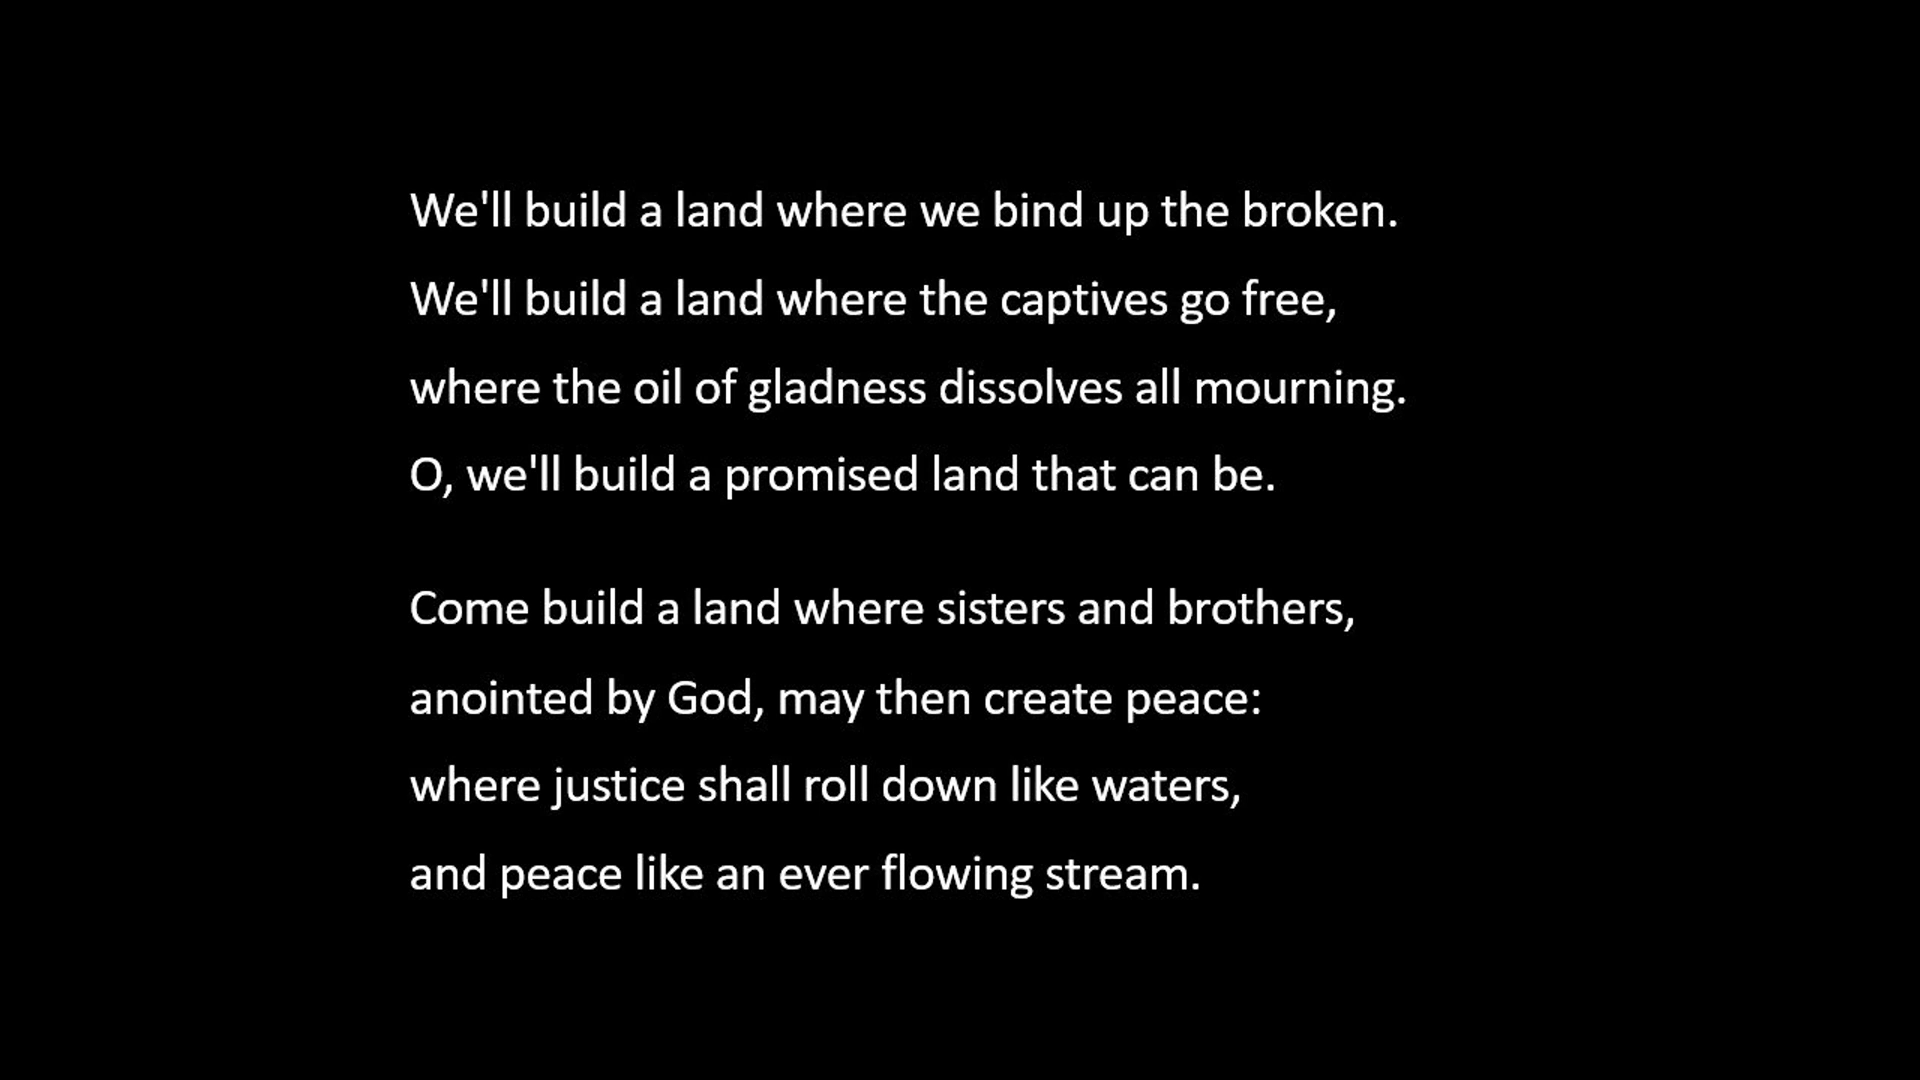 We'll build a land where we bind up the broken.
We'll build a land where the captives go free,
where the oil of gladness dissolves all mourning.
O, we'll build a promised land that can be.
Come build a land where sisters and brothers,
anointed by God, may then create peace:
where justice shall roll down like waters,
and peace like an ever flowing stream.